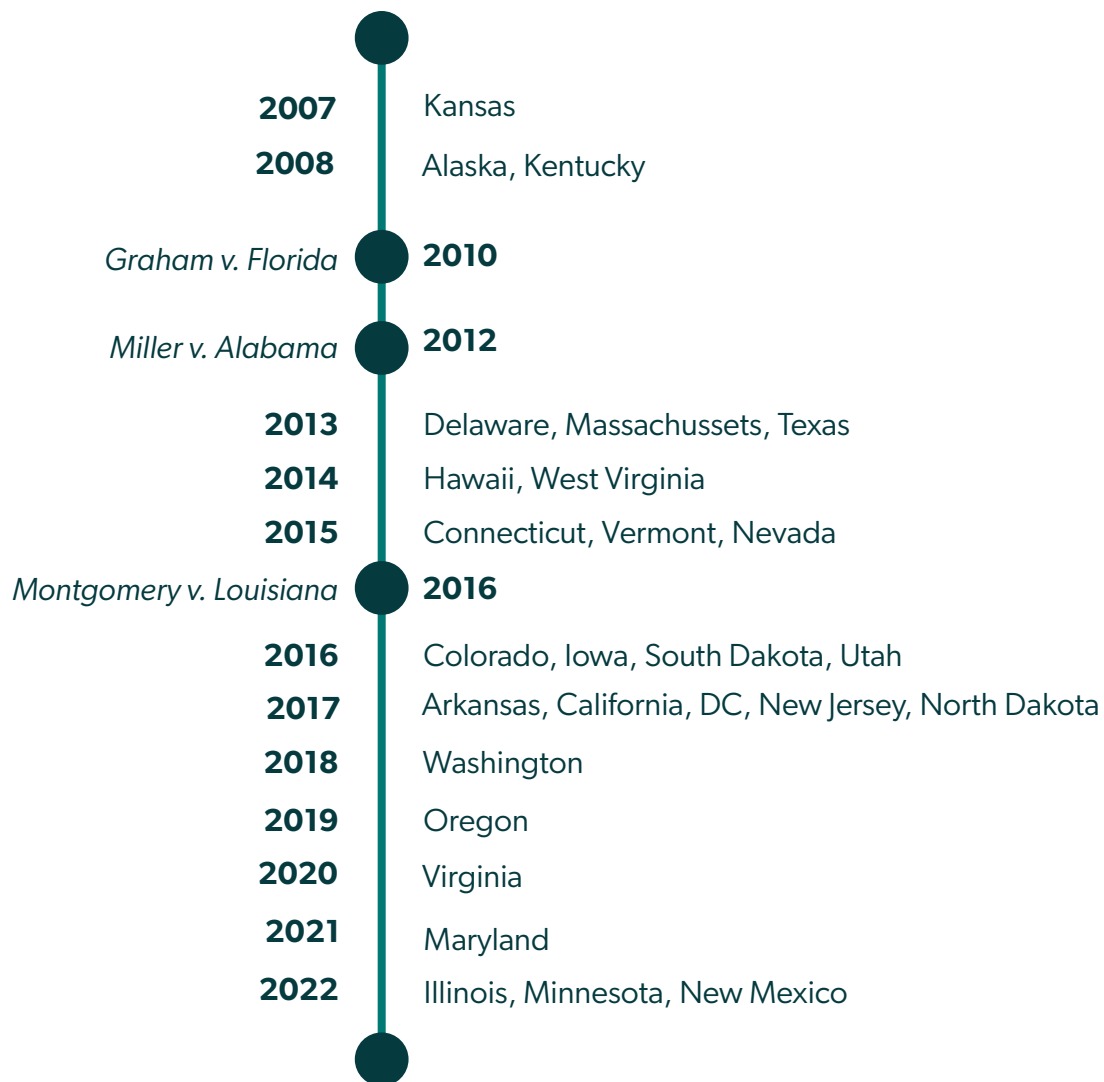 2007 Kansas
2008 Alaska, Kentucky
Graham v. Florida 2010
Miller v. Alabama 2012
2013 Delaware, Massachussets, Texas
2014 Hawaii, West Virginia
2015 Connecticut, Vermont, Nevada
Montgomery v. Louisiana 2016
2016 Colorado, Iowa, South Dakota, Utah
2017 Arkansas, California, DC, New Jersey, North Dakota
2018 Washington
2019 Oregon
2020 Virginia
2021 Maryland
2022 Illinois, Minnesota, New Mexico